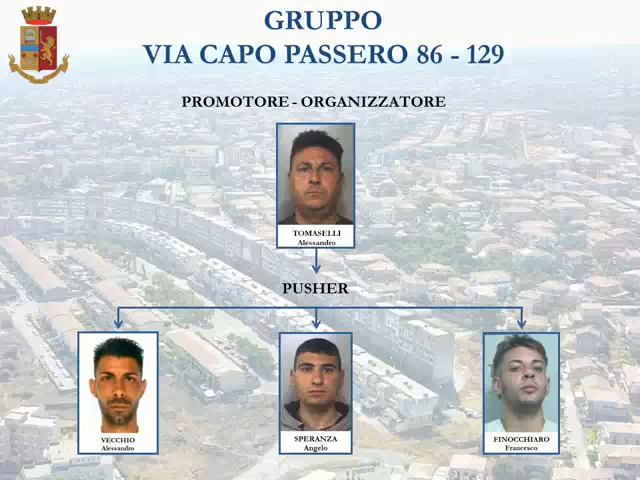 GRUPPO
VIA CAPO PASSERO 86 - 129
PROMOTORE - ORGANIZZATORE
TOMASELLI
Alessandro
PUSHER
VECCHIO
Alessandro
SPERANZA
Angelo
FINOCCHIARO
Francesco